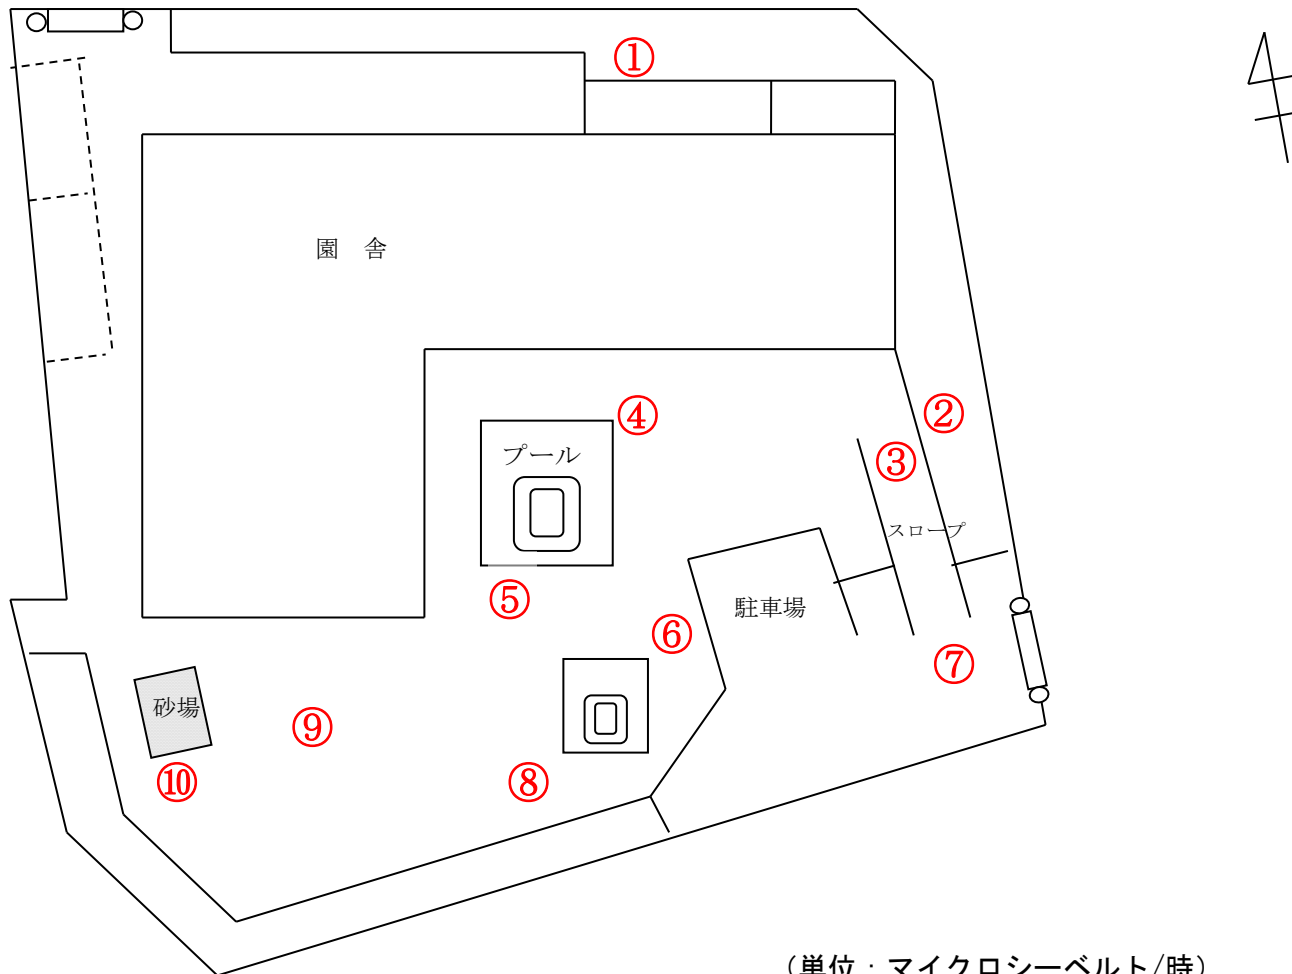 ①
園　舎
②
④
プール
③
スロープ
⑤
駐車場
⑥
⑦
砂場
⑨
⑩
⑧
（単位：マイクロシーベルト/時）